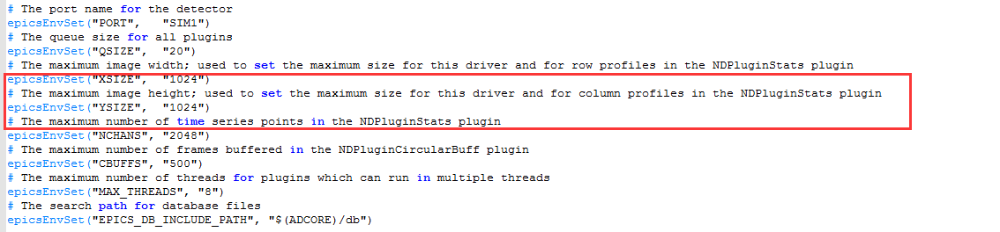 # The port name for the detector
epicsEnvSet("PORT",   "SIM1")
# The queue size for all plugins
epicsEnvSet("QSIZE",  "20")
# The maximum image width; used to set the maximum size for this driver and for row profiles in the NDPluginStats plugin
epicsEnvSet("XSIZE",  "1024")
# The maximum image height; used to set the maximum size for this driver and for column profiles in the NDPluginStats plugin
epicsEnvSet("YSIZE",  "1024")
# The maximum number of time series points in the NDPluginStats plugin
epicsEnvSet("NCHANS", "2048")
# The maximum number of frames buffered in the NDPluginCircularBuff plugin
epicsEnvSet("CBUFFS", "500")
# The maximum number of threads for plugins which can run in multiple threads
epicsEnvSet("MAX_THREADS", "8")
# The search path for database files
epicsEnvSet("EPICS_DB_INCLUDE_PATH", "$(ADCORE)/db")